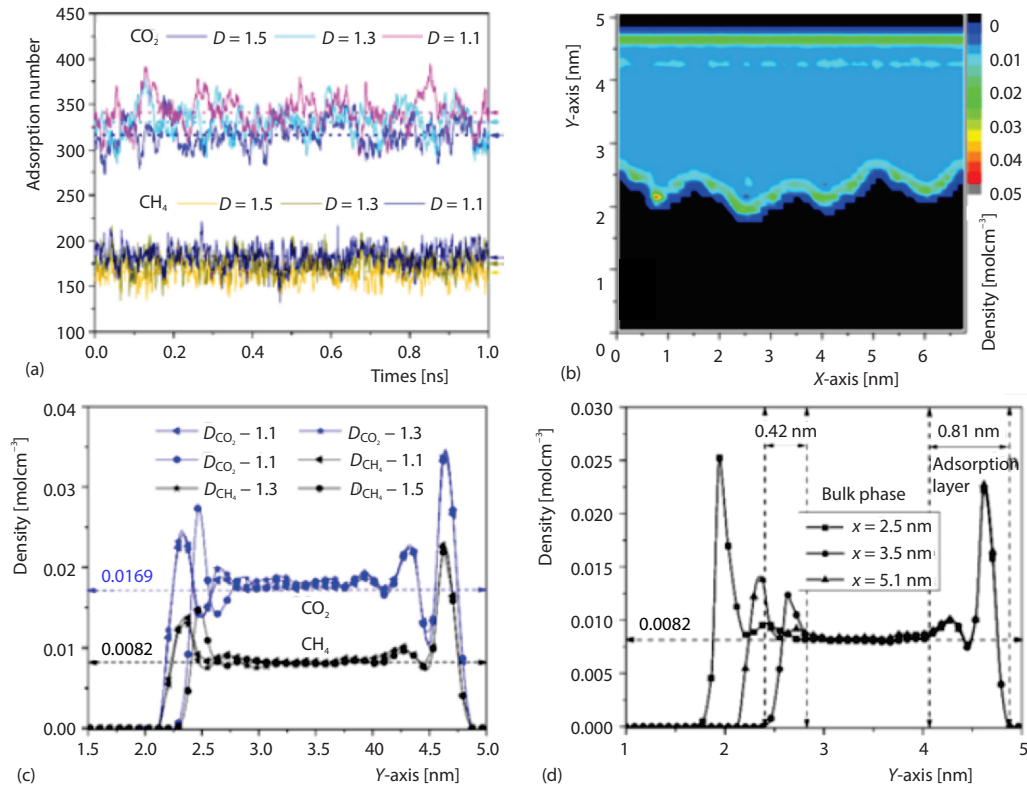 450
400
350
300
250
200
150
100
Adsorption number
CO₂ D = 1.5 D = 1.3 D = 1.1
CH₄ D = 1.5 D = 1.3 D = 1.1
0.0 0.2 0.4 0.6 0.8 1.0
(a)
Times [ns]
5
4
3
2
1
0
Y-axis [nm]
0 1 2 3 4 5 6
(b)
X-axis [nm]
0
0.01
0.02
0.03
0.04
0.05
Density [molcm⁻³]
0.04
0.03
0.02
0.01
0.00
Density [molcm⁻³]
D_CO₂ − 1.1 D_CO₂ − 1.3
D_CO₂ − 1.1 D_CH₄ − 1.1
D_CH₄ − 1.3 D_CH₄ − 1.5
0.0169
CO₂
0.0082
CH₄
1.5 2.0 2.5 3.0 3.5 4.0 4.5 5.0
(c)
Y-axis [nm]
0.030
0.025
0.020
0.015
0.010
0.005
0.000
Density [molcm⁻³]
0.42 nm
0.81 nm
Adsorption
layer
Bulk phase
x = 2.5 nm
x = 3.5 nm
x = 5.1 nm
0.0082
1 2 3 4 5
(d)
Y-axis [nm]